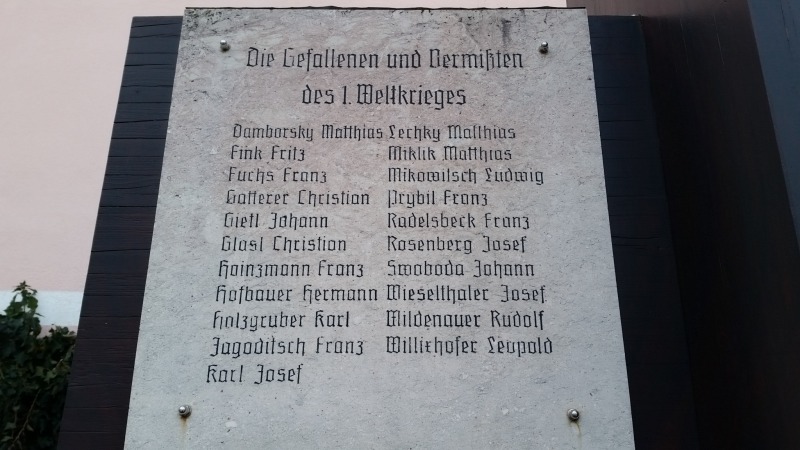 Die Gefallenen und Vermißten
des 1. Weltkrieges
Damborsky Matthias Lechky Matthias
Fink Fritz Miklik Matthias
Fuchs Franz Mikowitsch Ludwig
Gatterer Christian Prybil Franz
Gietl Johann Radelsbeck Franz
Glasl Christian Rosenberg Josef
Hainzmann Franz Swoboda Johann
Hofbauer Hermann Wieselthaler Josef
Holzgruber Karl Wildenauer Rudolf
Jagoditsch Franz Willixhofer Leopold
Karl Josef